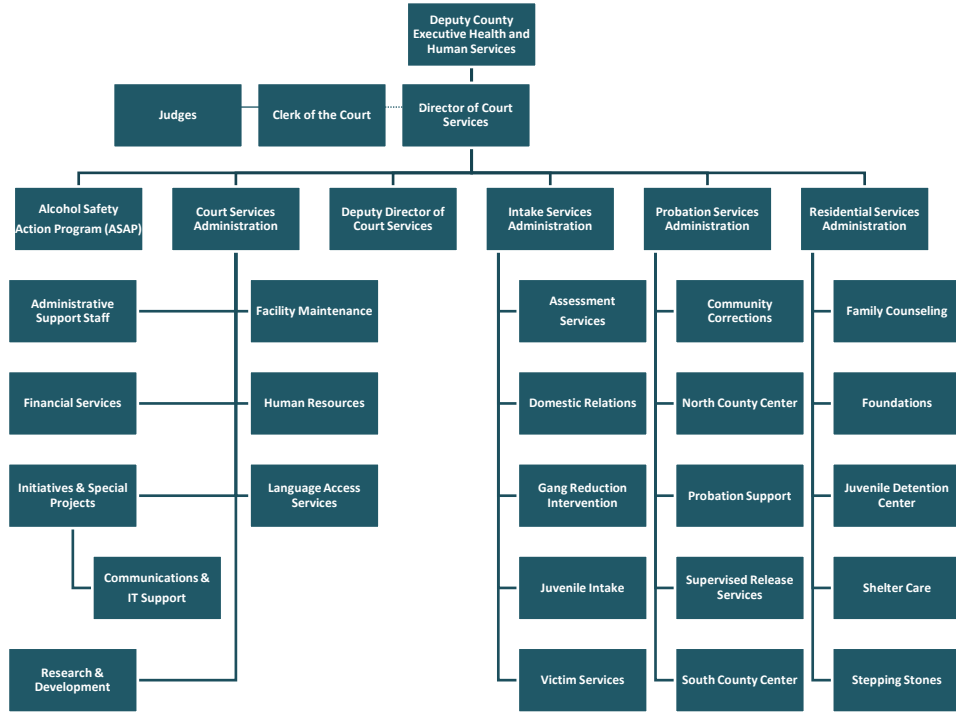 Deputy County
Executive Health and
Human Services
Judges
Clerk of the Court
Director of Court
Services
Alcohol Safety
Action Program (ASAP)
Court Services
Administration
Deputy Director of
Court Services
Intake Services
Administration
Probation Services
Administration
Residential Services
Administration
Administrative
Support Staff
Facility Maintenance
Assessment
Services
Community
Corrections
Family Counseling
Financial Services
Human Resources
Domestic Relations
North County Center
Foundations
Initiatives & Special
Projects
Language Access
Services
Gang Reduction
Intervention
Probation Support
Juvenile Detention
Center
Communications &
IT Support
Juvenile Intake
Supervised Release
Services
Shelter Care
Research &
Development
Victim Services
South County Center
Stepping Stones